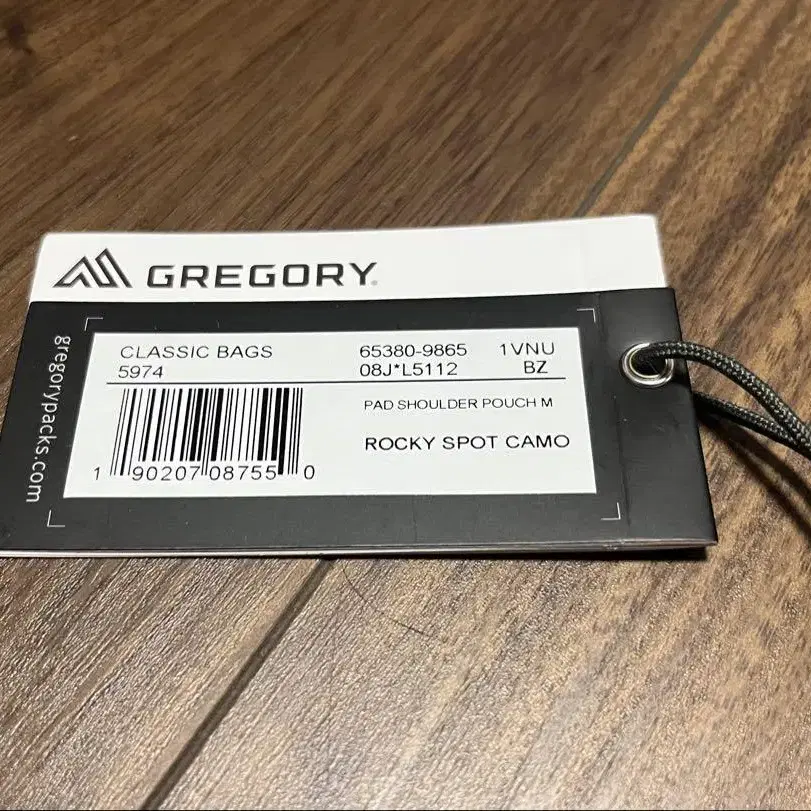 GREGORY
gregorypacks.com
CLASSIC BAGS 65380-9865 1VNU
5974 08J*L5112 BZ
PAD SHOULDER POUCH M
ROCKY SPOT CAMO
1 90207 08755 0